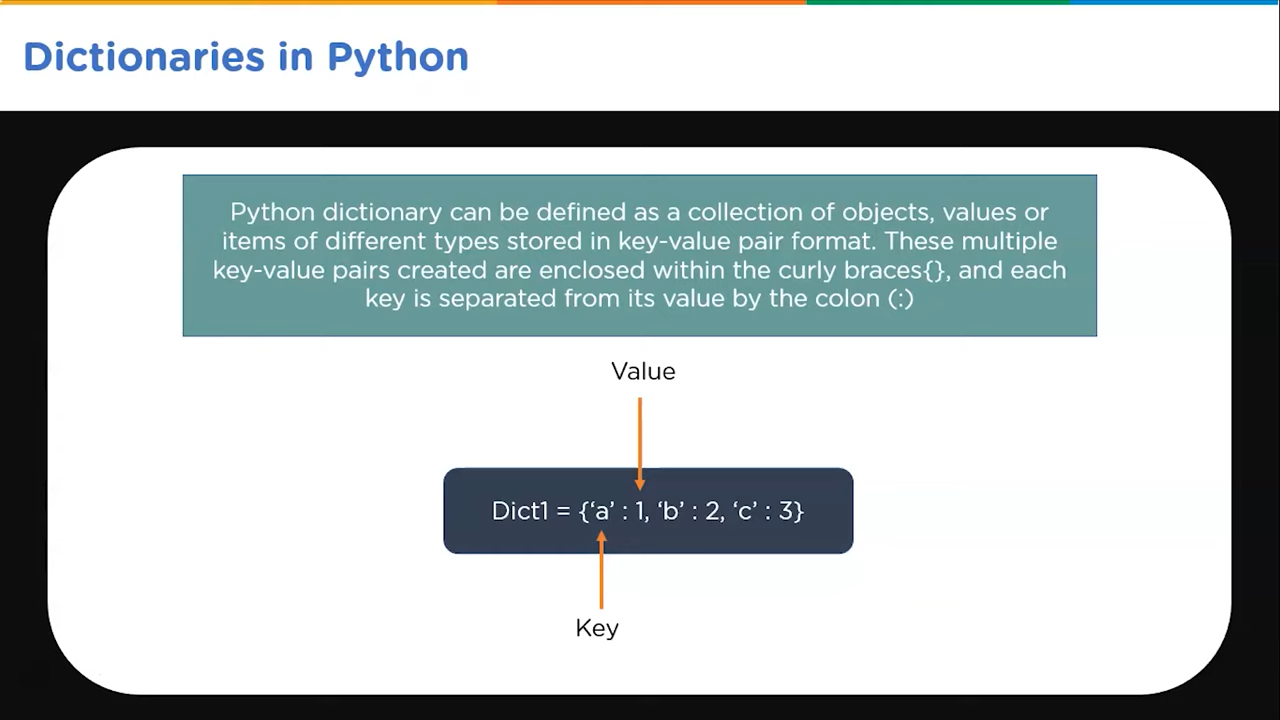 Dictionaries in Python
Python dictionary can be defined as a collection of objects, values or
items of different types stored in key-value pair format. These multiple
key-value pairs created are enclosed within the curly braces{}, and each
key is separated from its value by the colon (:)
Value
Dict1 = {‘a’ : 1, ‘b’ : 2, ‘c’ : 3}
Key